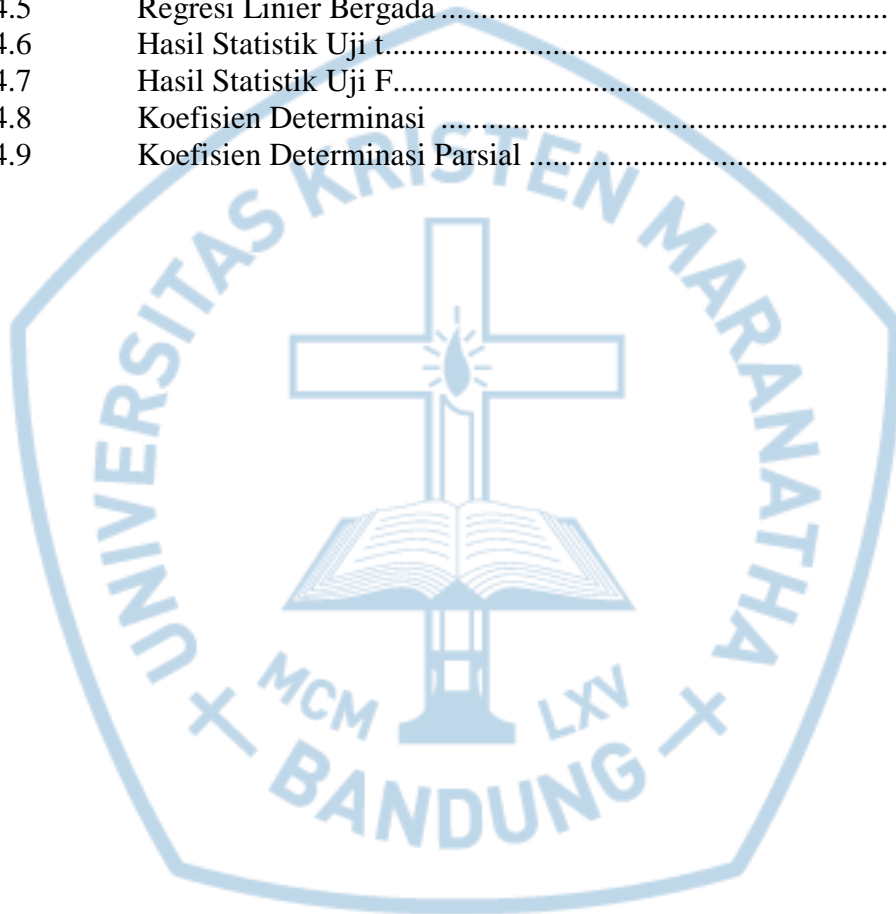 4.5 Regresi Linier Bergada ................................................................
4.6 Hasil Statistik Uji t................................................................
4.7 Hasil Statistik Uji F................................................................
4.8 Koefisien Determinasi ................................................................
4.9 Koefisien Determinasi Parsial ................................................
UNIVERSITAS KRISTEN MARANATHA
MCM LXV
BANDUNG